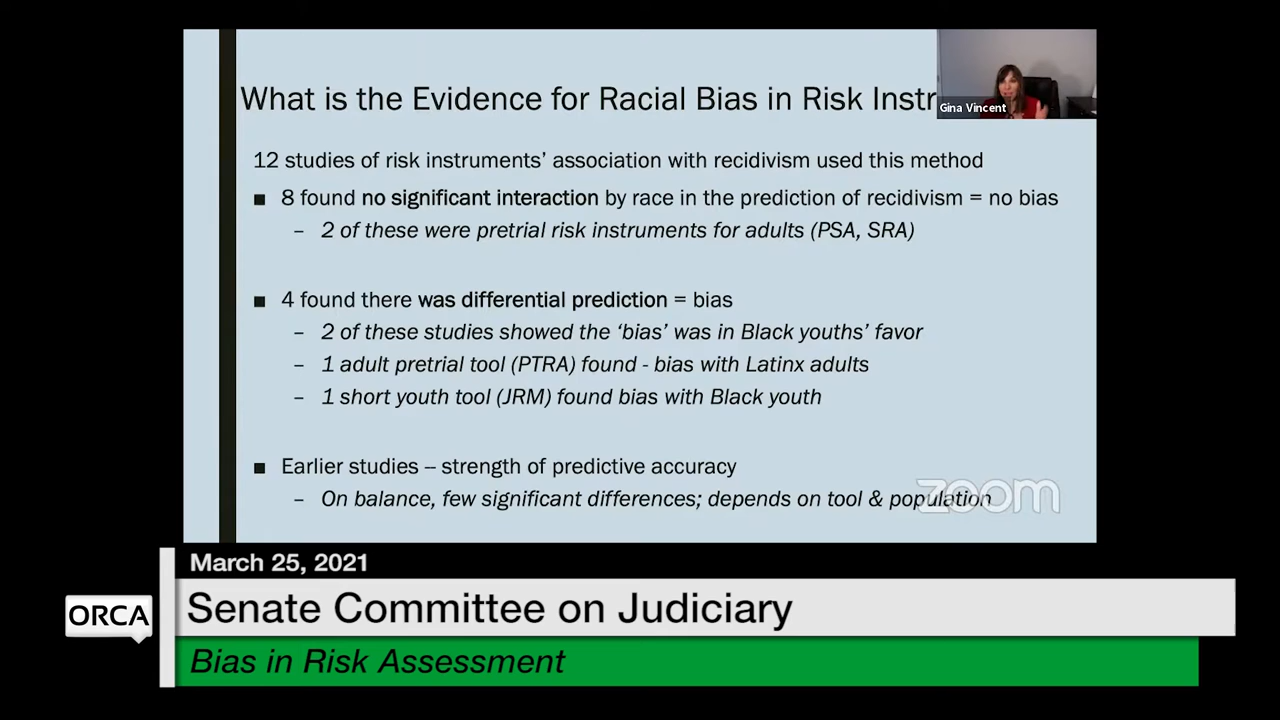 What is the Evidence for Racial Bias in Risk Instr
Gina Vincent
12 studies of risk instruments' association with recidivism used this method
■ 8 found no significant interaction by race in the prediction of recidivism = no bias
– 2 of these were pretrial risk instruments for adults (PSA, SRA)
■ 4 found there was differential prediction = bias
– 2 of these studies showed the 'bias' was in Black youths' favor
– 1 adult pretrial tool (PTRA) found - bias with Latinx adults
– 1 short youth tool (JRM) found bias with Black youth
■ Earlier studies – strength of predictive accuracy
– On balance, few significant differences; depends on tool & population
zoom
March 25, 2021
ORCA
Senate Committee on Judiciary
Bias in Risk Assessment